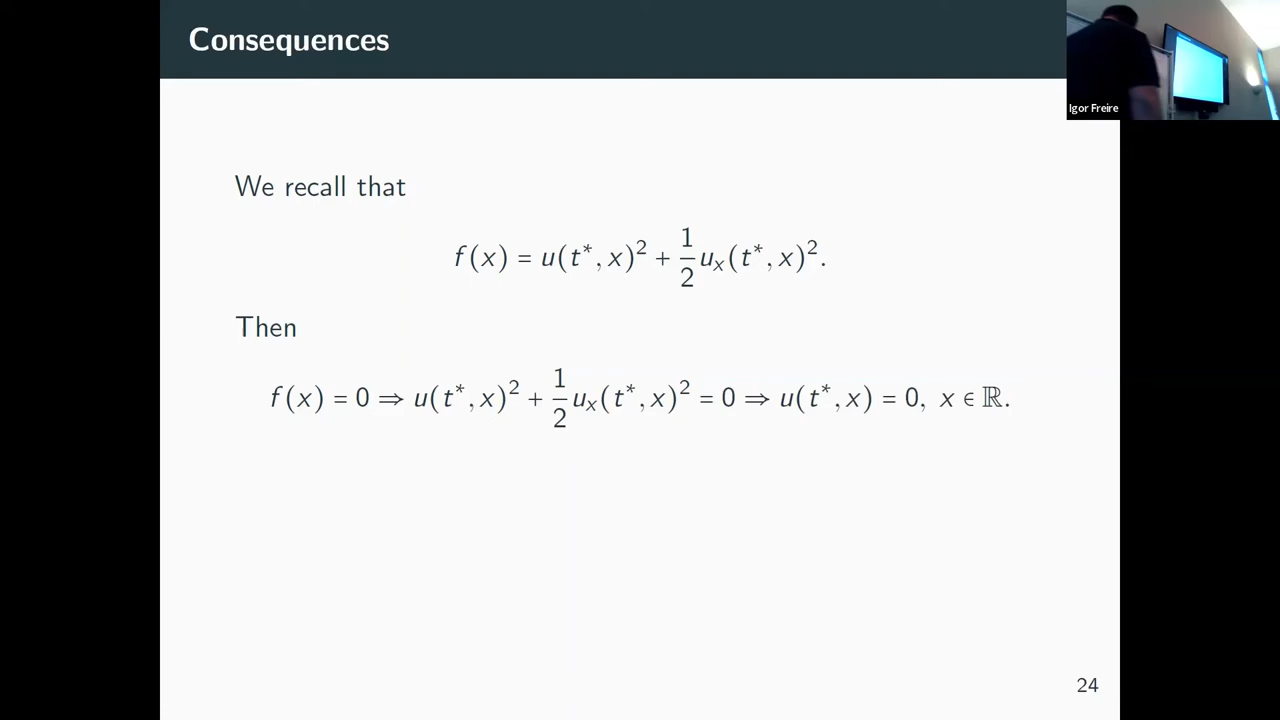 Consequences
Igor Freire
We recall that
f(x) = u(t*, x)² + 1/2 uₓ(t*, x)².
Then
f(x) = 0 ⇒ u(t*, x)² + 1/2 uₓ(t*, x)² = 0 ⇒ u(t*, x) = 0, x ∈ ℝ.
24